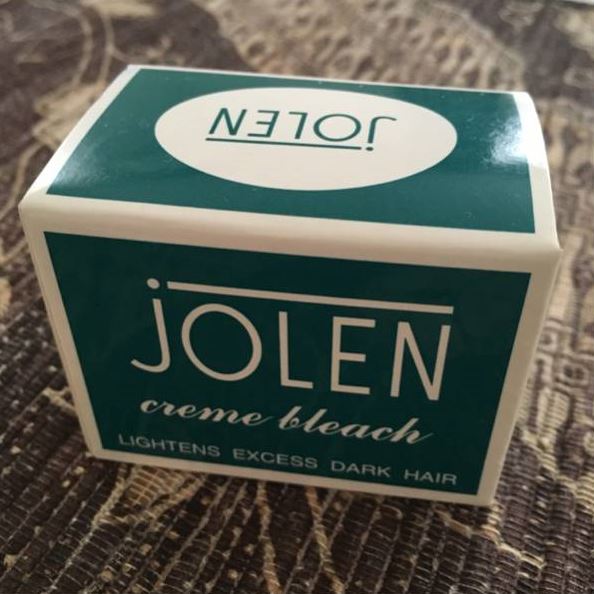 JOLEN
JOLEN
creme bleach
LIGHTENS EXCESS DARK HAIR